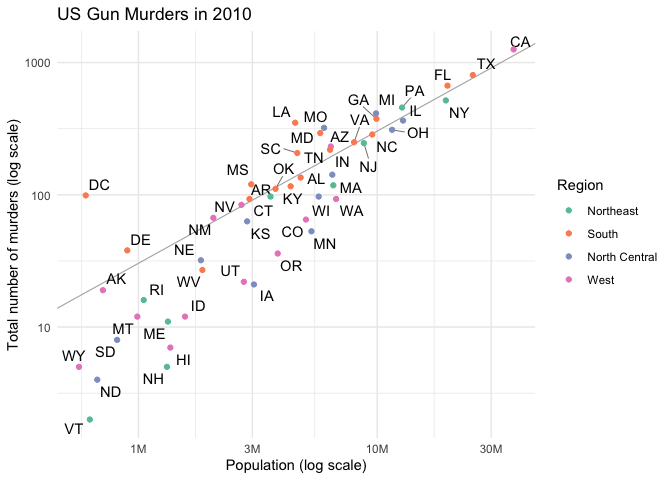 US Gun Murders in 2010
Total number of murders (log scale)
1000
100
10
CA
TX
FL
PA
NY
GA
MI
IL
OH
LA
MO
VA
MD
AZ
SC
TN
NC
NJ
IN
MS
OK
AL
MA
DC
AR
KY
NV
CT
WI
WA
NM
KS
CO
MN
DE
NE
OR
AK
WV
UT
IA
RI
ID
MT
ME
SD
HI
WY
NH
ND
VT
1M
3M
10M
30M
Population (log scale)
Region
Northeast
South
North Central
West